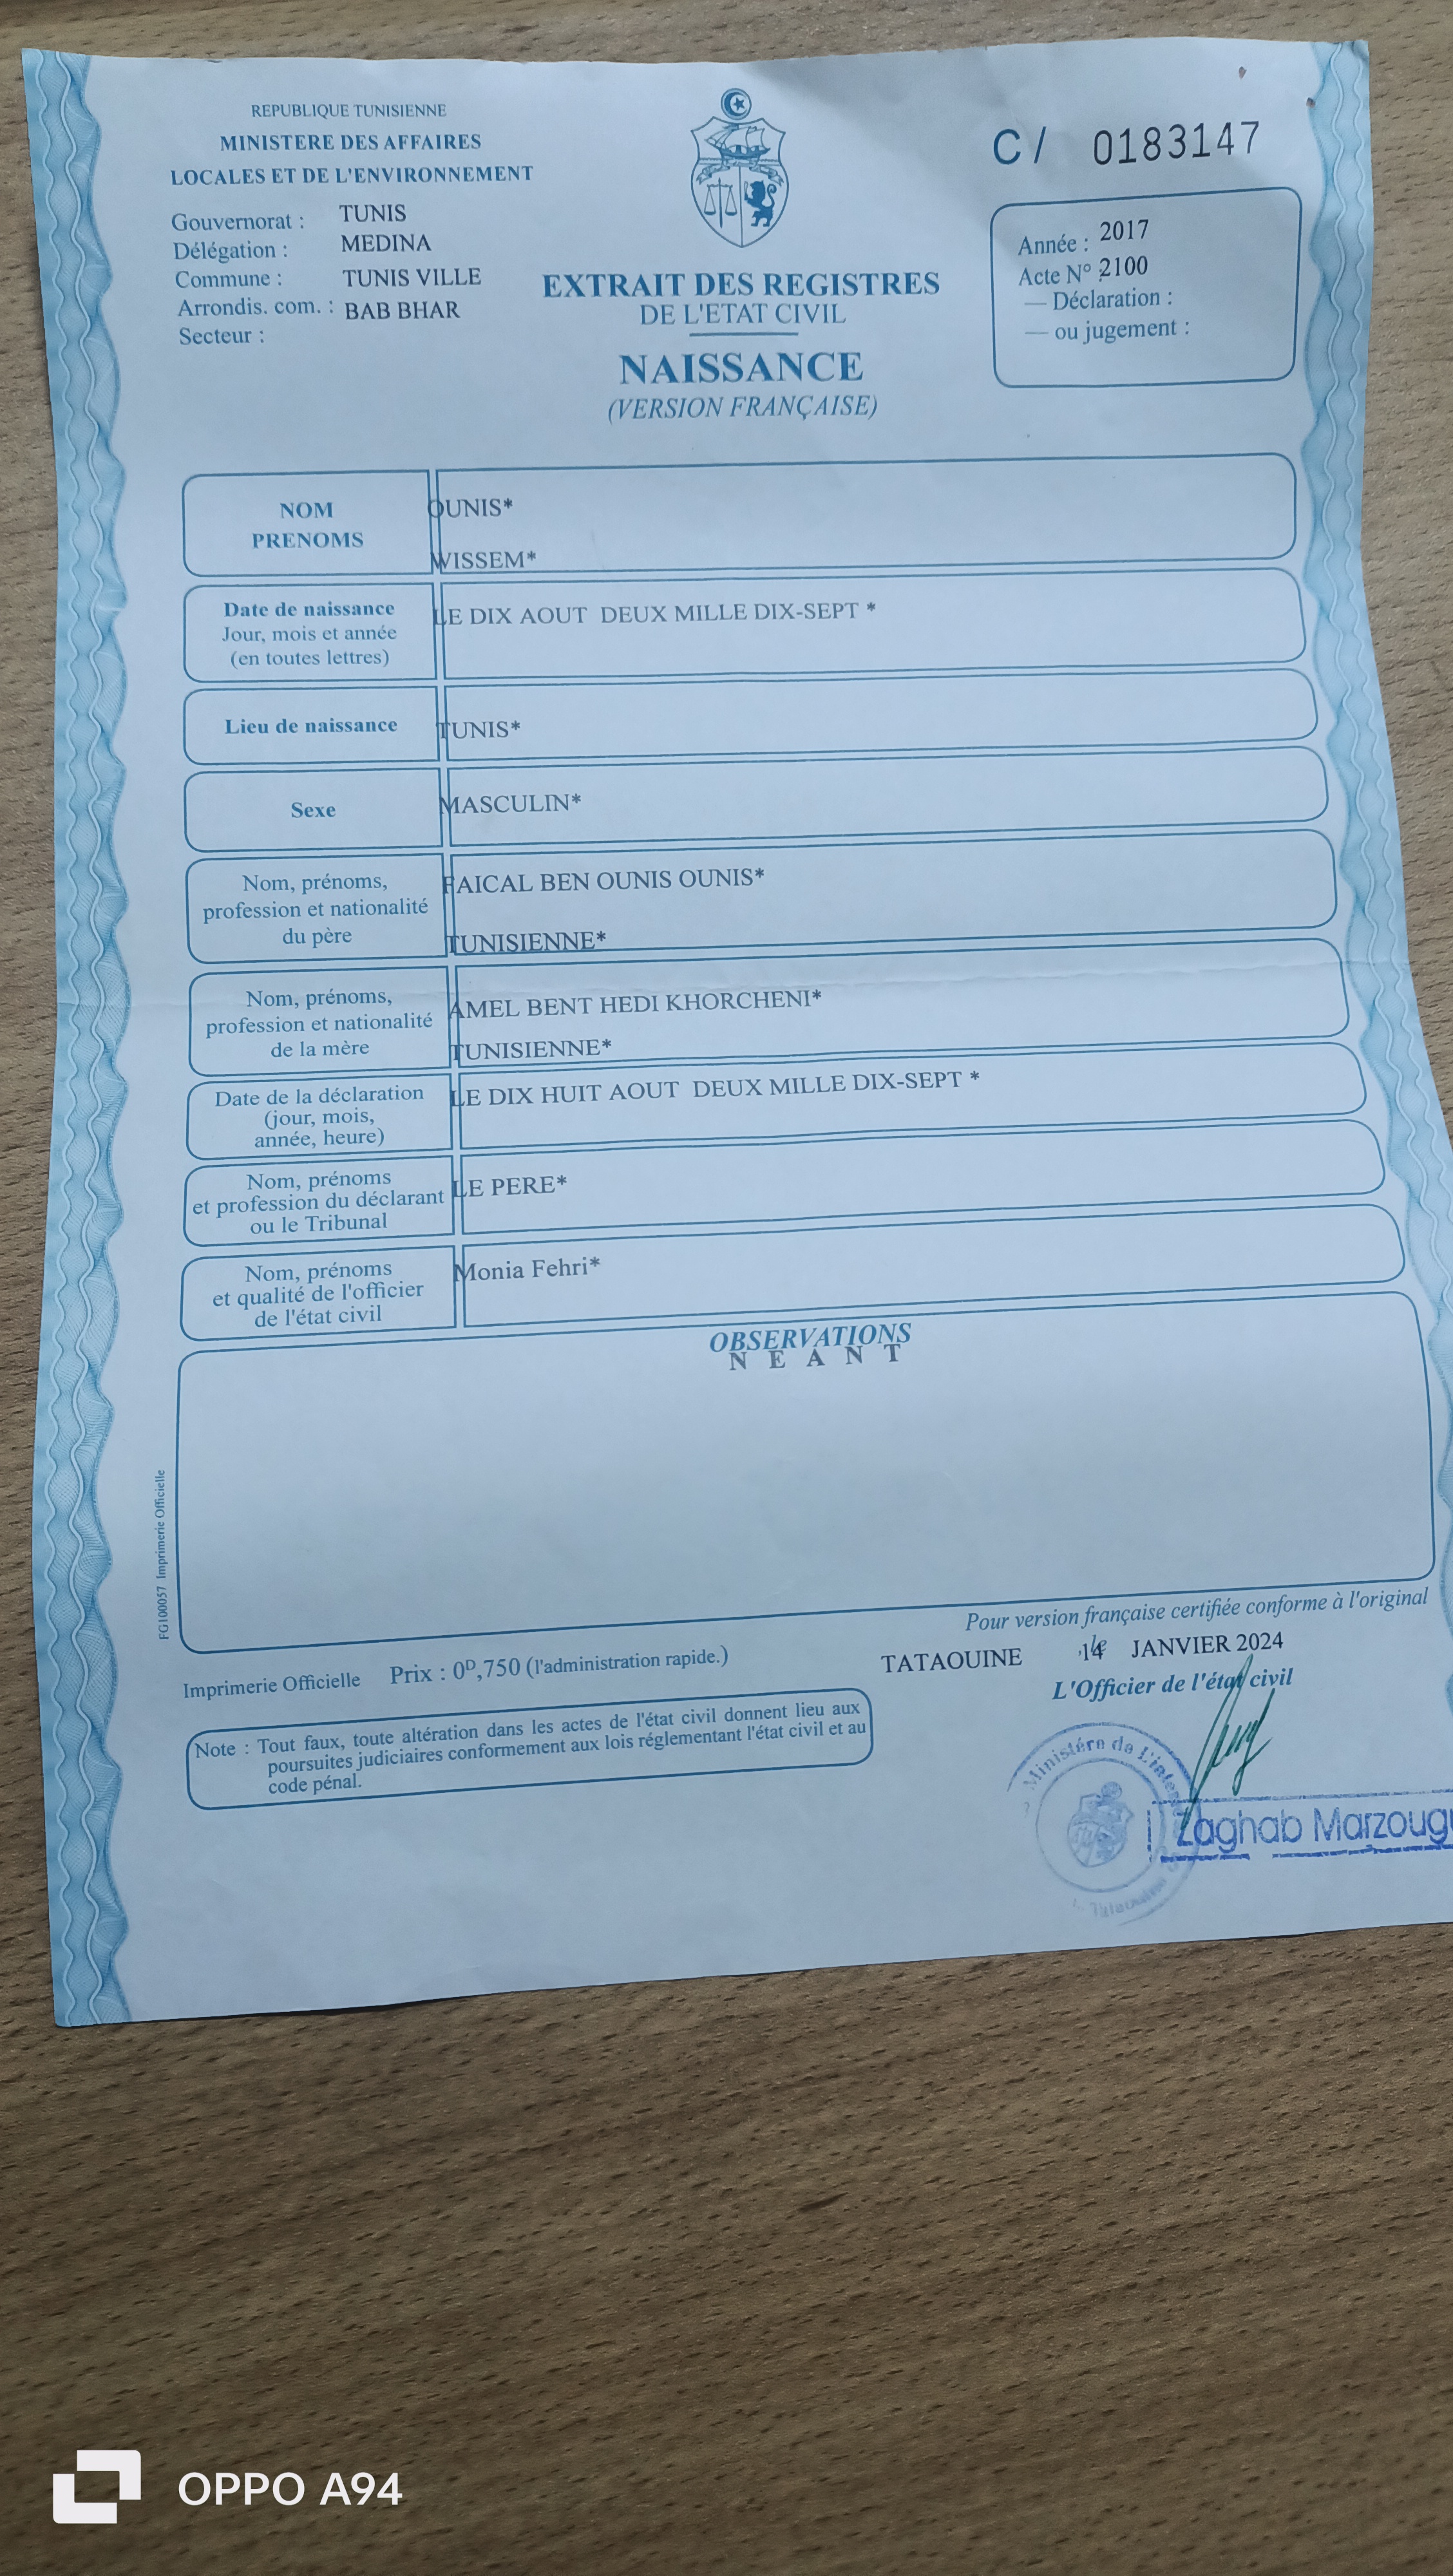 REPUBLIQUE TUNISIENNE
MINISTERE DES AFFAIRES
LOCALES ET DE L'ENVIRONNEMENT
Gouvernorat : TUNIS
Délégation : MEDINA
Commune : TUNIS VILLE
Arrondis. com. : BAB BHAR
Secteur :
EXTRAIT DES REGISTRES
DE L'ETAT CIVIL
NAISSANCE
(VERSION FRANÇAISE)
C/ 0183147
Année : 2017
Acte N° : 2100
— Déclaration :
— ou jugement :
NOM
PRENOMS
OUNIS*
WISSEM*
Date de naissance
Jour, mois et année
(en toutes lettres)
LE DIX AOUT DEUX MILLE DIX-SEPT *
Lieu de naissance
TUNIS*
Sexe
MASCULIN*
Nom, prénoms,
profession et nationalité
du père
FAICAL BEN OUNIS OUNIS*
TUNISIENNE*
Nom, prénoms,
profession et nationalité
de la mère
AMEL BENT HEDI KHORCHENI*
TUNISIENNE*
Date de la déclaration
(jour, mois,
année, heure)
LE DIX HUIT AOUT DEUX MILLE DIX-SEPT *
Nom, prénoms
et profession du déclarant
ou le Tribunal
LE PERE*
Nom, prénoms
et qualité de l'officier
de l'état civil
Monia Fehri*
OBSERVATIONS
N E A N T
FG100057 Imprimerie Officielle
Pour version française certifiée conforme à l'original
TATAOUINE , le 14 JANVIER 2024
L'Officier de l'état civil
Imprimerie Officielle Prix : 0ᴰ,750 (l'administration rapide.)
Note : Tout faux, toute altération dans les actes de l'état civil donnent lieu aux
poursuites judiciaires conformement aux lois réglementant l'état civil et au
code pénal.
Ministére de L'inter
Zaghab Marzoug
OPPO A94